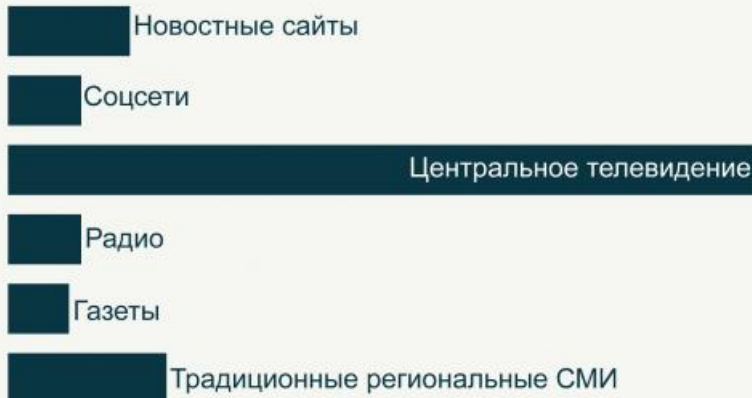 Новостные сайты
Соцсети
Центральное телевидение
Радио
Газеты
Традиционные региональные СМИ